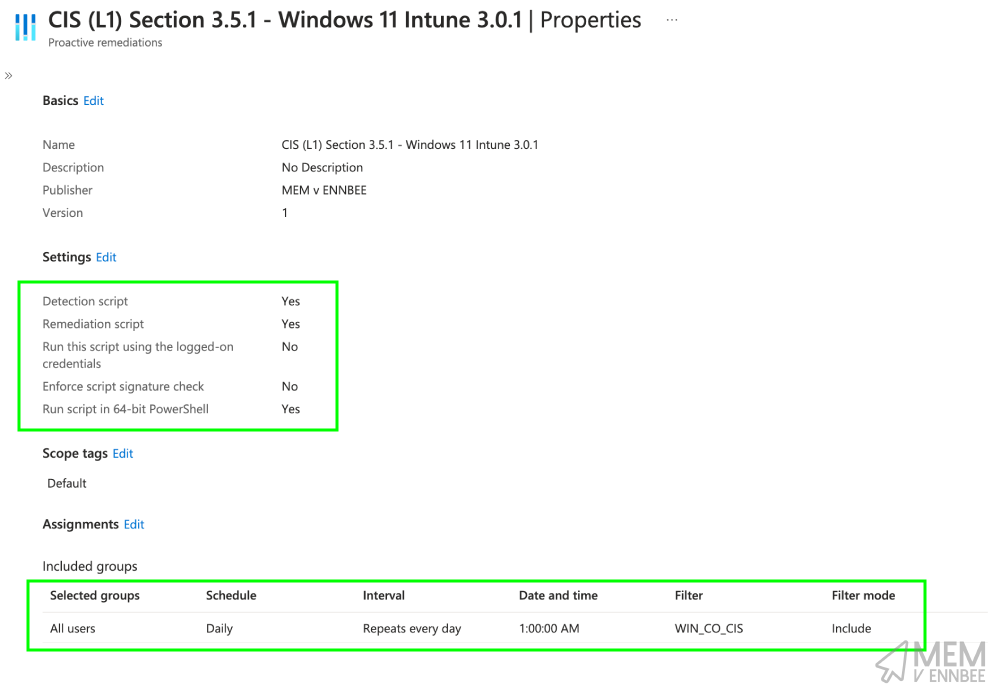 CIS (L1) Section 3.5.1 - Windows 11 Intune 3.0.1 | Properties ...
Proactive remediations
»
Basics Edit
Name CIS (L1) Section 3.5.1 - Windows 11 Intune 3.0.1
Description No Description
Publisher MEM v ENNBEE
Version 1
Settings Edit
Detection script Yes
Remediation script Yes
Run this script using the logged-on No
credentials
Enforce script signature check No
Run script in 64-bit PowerShell Yes
Scope tags Edit
Default
Assignments Edit
Included groups
Selected groups Schedule Interval Date and time Filter Filter mode
All users Daily Repeats every day 1:00:00 AM WIN_CO_CIS Include
MEM
V ENNBEE